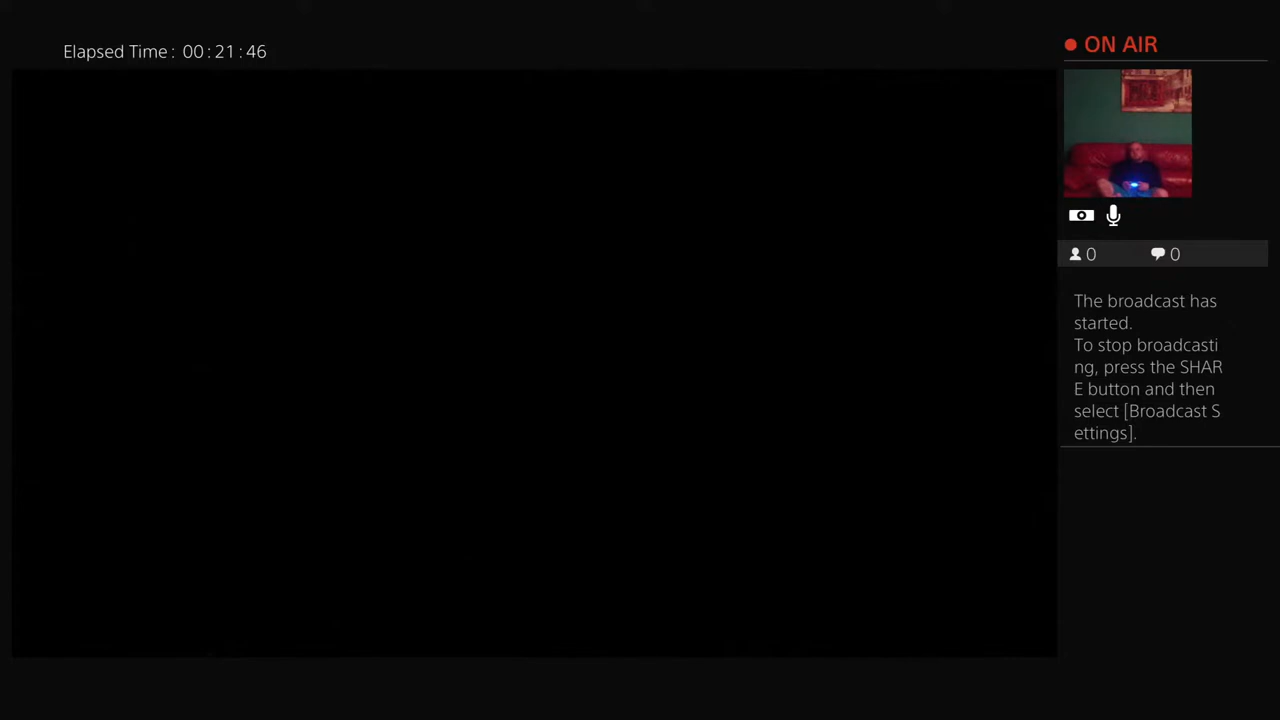 Elapsed Time: 00:21:46
ON AIR
0 0
The broadcast has
started.
To stop broadcasti
ng, press the SHAR
E button and then
select [Broadcast S
ettings].